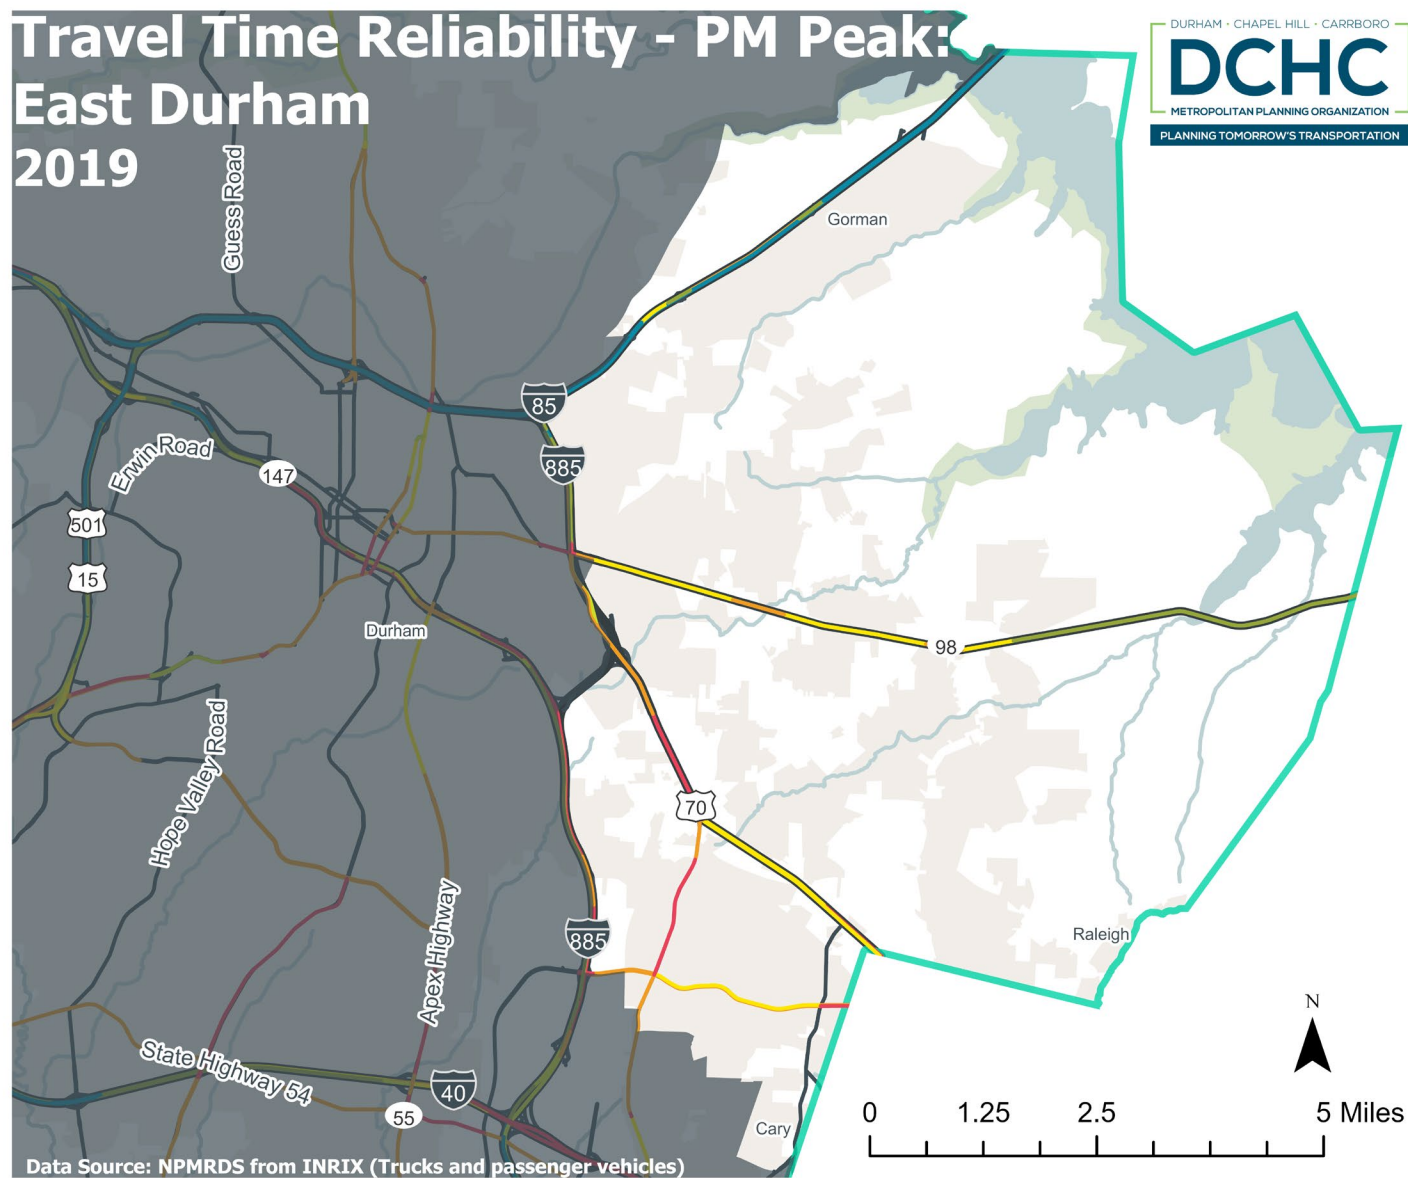 Travel Time Reliability - PM Peak:
East Durham
2019
DURHAM · CHAPEL HILL · CARRBORO
DCHC
METROPOLITAN PLANNING ORGANIZATION
PLANNING TOMORROW'S TRANSPORTATION
Guess Road
Gorman
85
885
Erwin Road
147
501
15
Durham
98
Hope Valley Road
70
Apex Highway
885
Raleigh
N
State Highway 54
40
55
Cary
0 1.25 2.5 5 Miles
Data Source: NPMRDS from INRIX (Trucks and passenger vehicles)